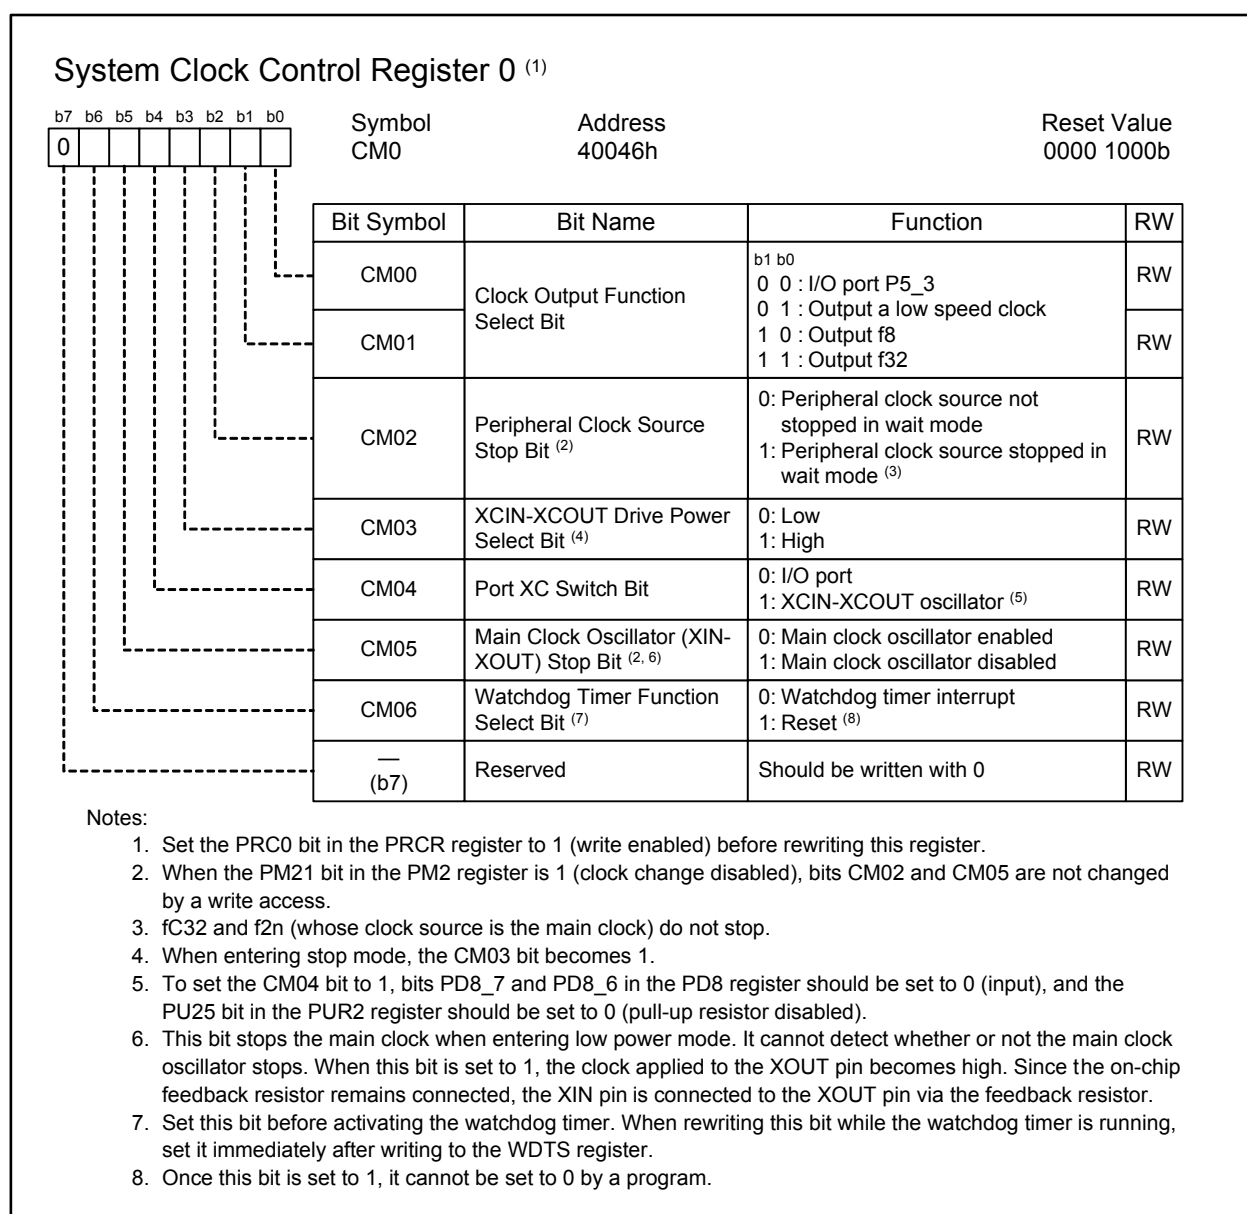 System Clock Control Register 0 (1)
b7 b6 b5 b4 b3 b2 b1 b0
0
Symbol Address Reset Value
CM0 40046h 0000 1000b
Bit Symbol Bit Name Function RW
CM00
Clock Output Function
Select Bit
b1 b0
0 0 : I/O port P5_3
0 1 : Output a low speed clock
1 0 : Output f8
1 1 : Output f32
RW
CM01
RW
CM02
Peripheral Clock Source
Stop Bit (2)
0: Peripheral clock source not
stopped in wait mode
1: Peripheral clock source stopped in
wait mode (3)
RW
CM03
XCIN-XCOUT Drive Power
Select Bit (4)
0: Low
1: High
RW
CM04
Port XC Switch Bit
0: I/O port
1: XCIN-XCOUT oscillator (5)
RW
CM05
Main Clock Oscillator (XIN-
XOUT) Stop Bit (2, 6)
0: Main clock oscillator enabled
1: Main clock oscillator disabled
RW
CM06
Watchdog Timer Function
Select Bit (7)
0: Watchdog timer interrupt
1: Reset (8)
RW
—
(b7)
Reserved
Should be written with 0
RW
Notes:
1. Set the PRC0 bit in the PRCR register to 1 (write enabled) before rewriting this register.
2. When the PM21 bit in the PM2 register is 1 (clock change disabled), bits CM02 and CM05 are not changed
by a write access.
3. fC32 and f2n (whose clock source is the main clock) do not stop.
4. When entering stop mode, the CM03 bit becomes 1.
5. To set the CM04 bit to 1, bits PD8_7 and PD8_6 in the PD8 register should be set to 0 (input), and the
PU25 bit in the PUR2 register should be set to 0 (pull-up resistor disabled).
6. This bit stops the main clock when entering low power mode. It cannot detect whether or not the main clock
oscillator stops. When this bit is set to 1, the clock applied to the XOUT pin becomes high. Since the on-chip
feedback resistor remains connected, the XIN pin is connected to the XOUT pin via the feedback resistor.
7. Set this bit before activating the watchdog timer. When rewriting this bit while the watchdog timer is running,
set it immediately after writing to the WDTS register.
8. Once this bit is set to 1, it cannot be set to 0 by a program.